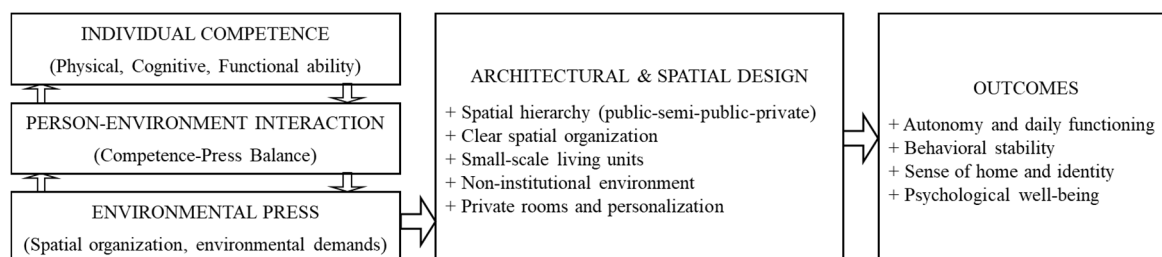 INDIVIDUAL COMPETENCE
(Physical, Cognitive, Functional ability)
PERSON-ENVIRONMENT INTERACTION
(Competence-Press Balance)
ENVIRONMENTAL PRESS
(Spatial organization, environmental demands)
ARCHITECTURAL & SPATIAL DESIGN
+ Spatial hierarchy (public-semi-public-private)
+ Clear spatial organization
+ Small-scale living units
+ Non-institutional environment
+ Private rooms and personalization
OUTCOMES
+ Autonomy and daily functioning
+ Behavioral stability
+ Sense of home and identity
+ Psychological well-being